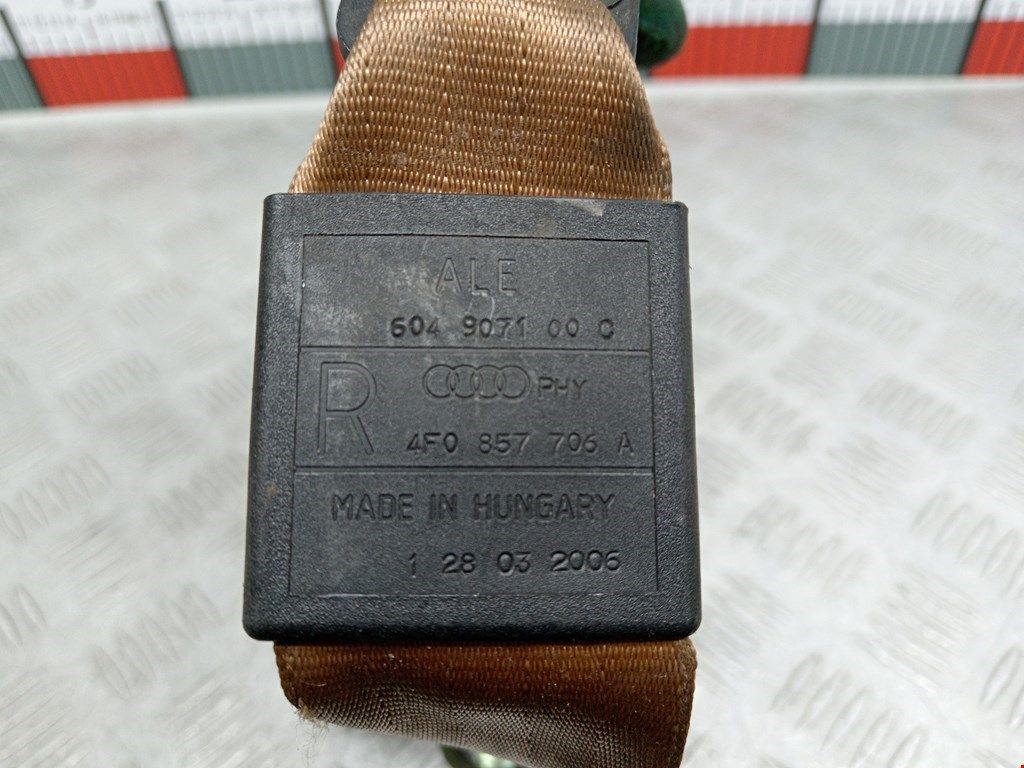 ALE
604 9071 00 C
R
PHY
4F0 857 706 A
MADE IN HUNGARY
1 28 03 2006